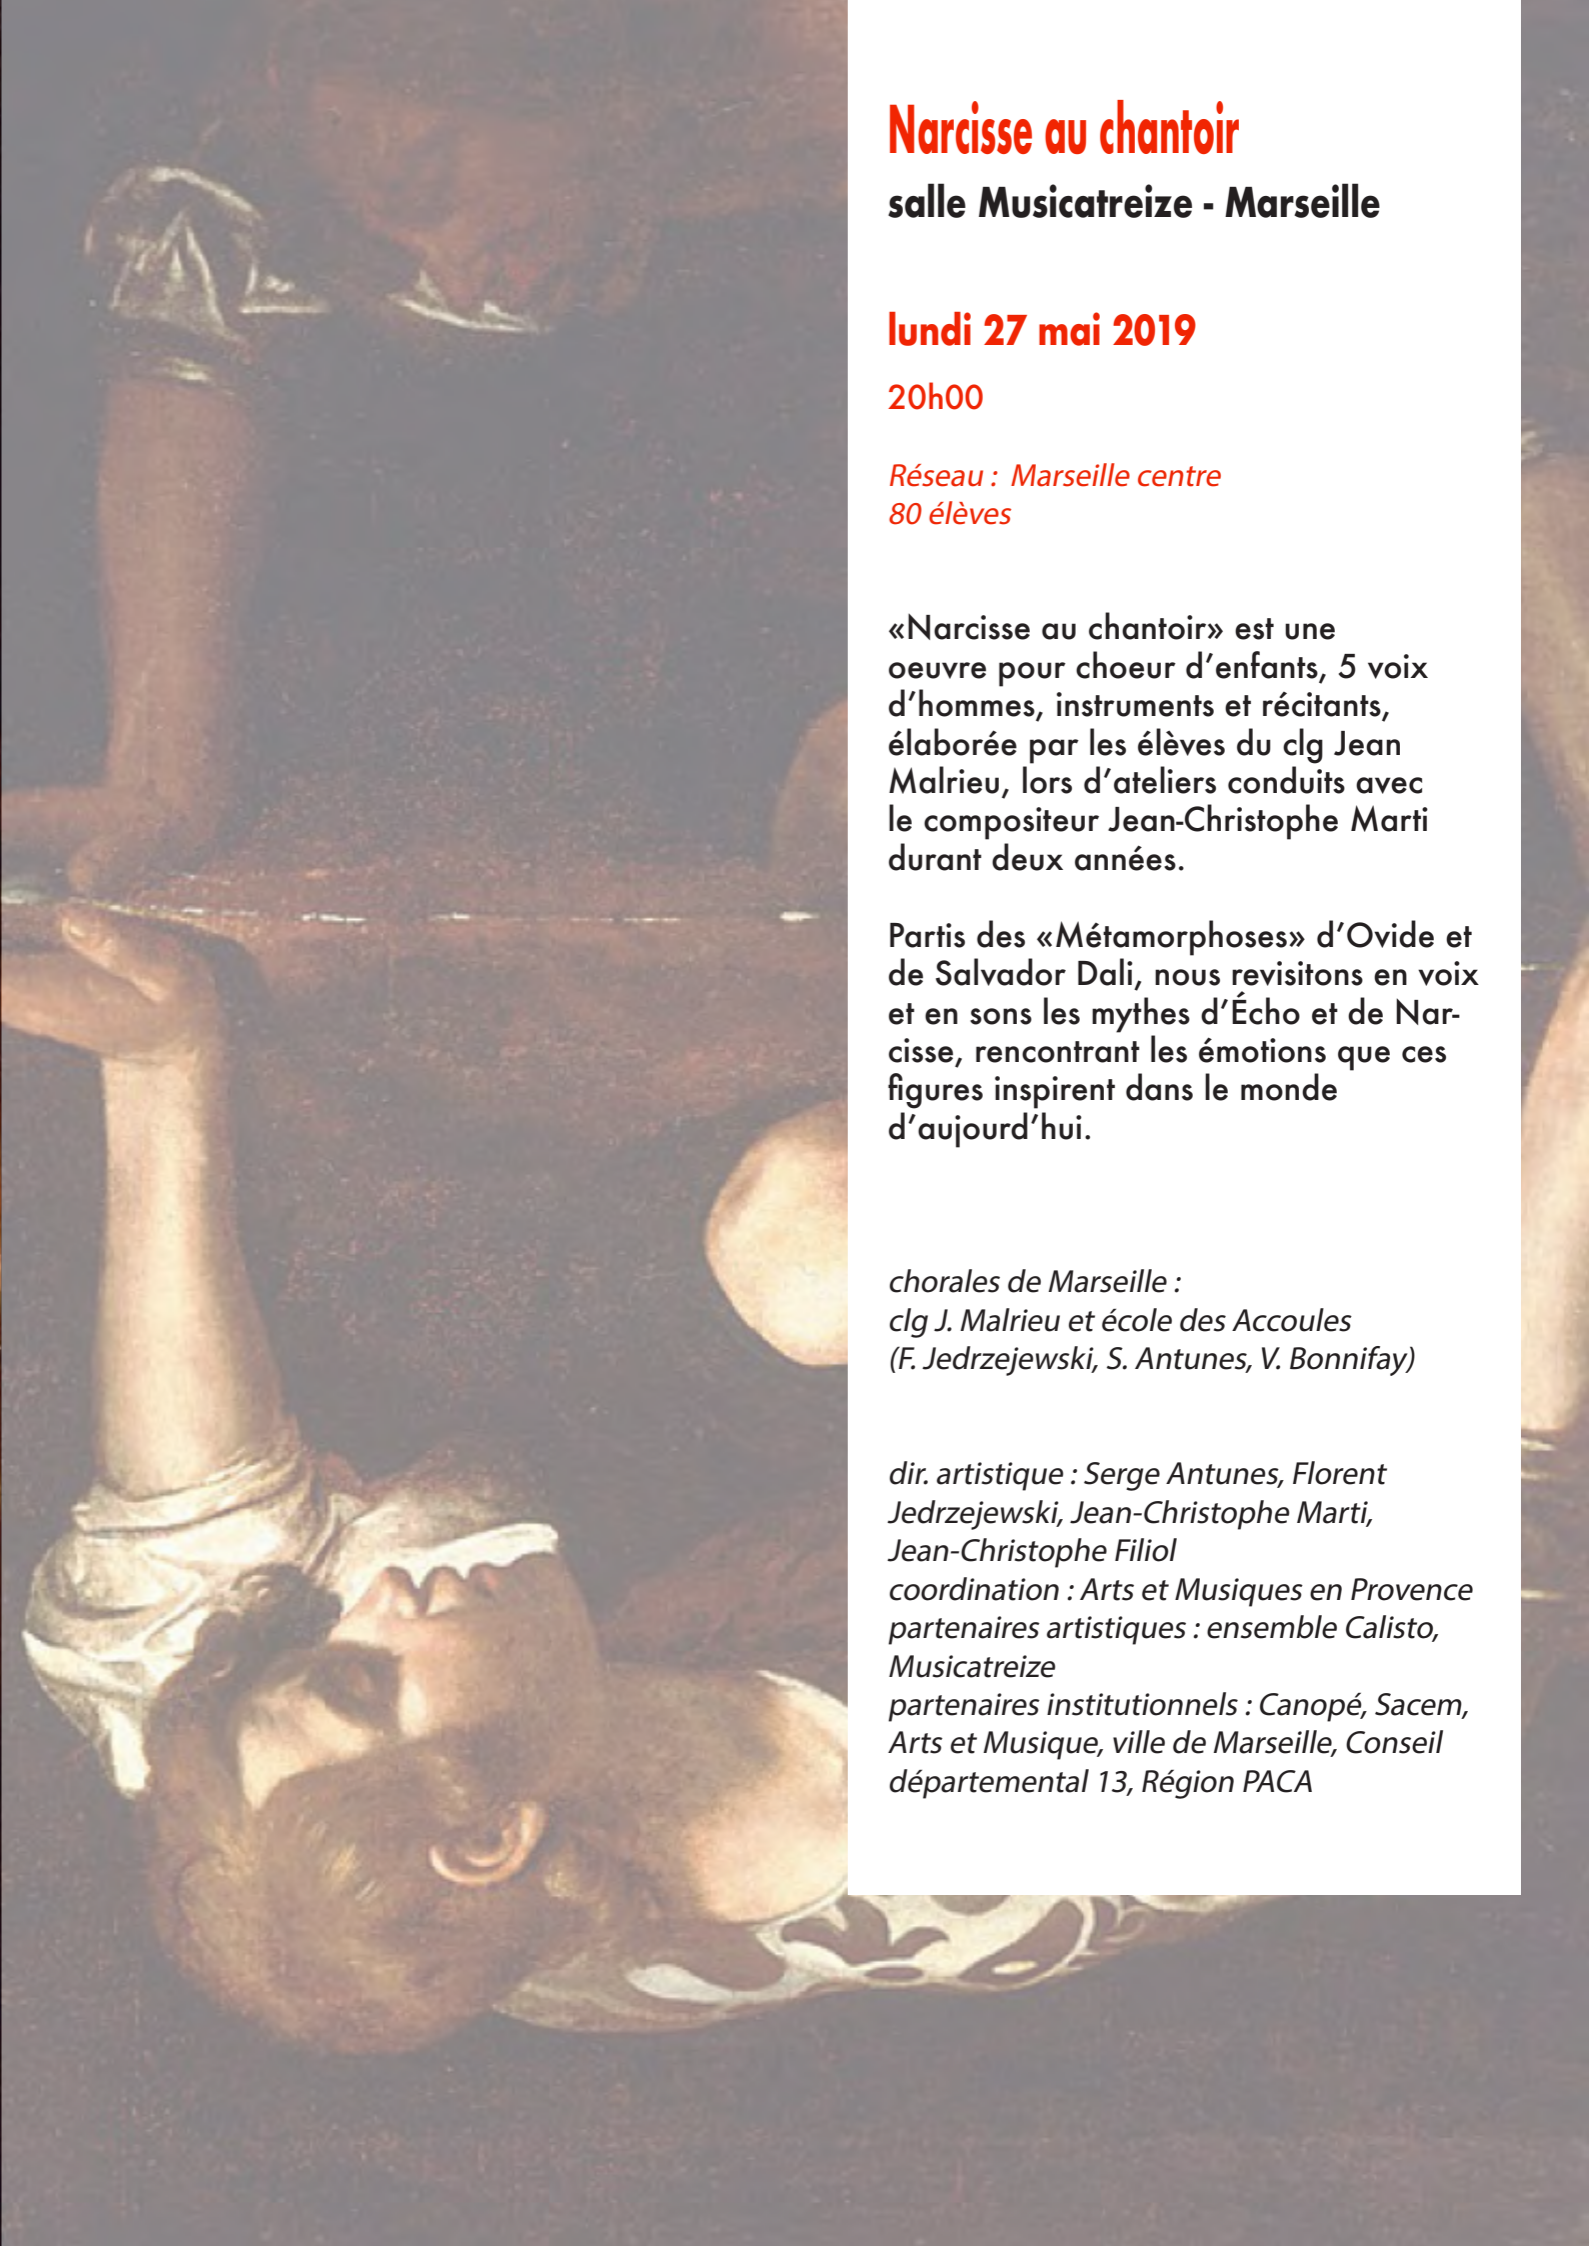 Narcisse au chantoir
salle Musicatreize - Marseille
lundi 27 mai 2019
20h00
Réseau : Marseille centre
80 élèves
«Narcisse au chantoir» est une
oeuvre pour choeur d’enfants, 5 voix
d’hommes, instruments et récitants,
élaborée par les élèves du clg Jean
Malrieu, lors d’ateliers conduits avec
le compositeur Jean-Christophe Marti
durant deux années.
Partis des «Métamorphoses» d’Ovide et
de Salvador Dali, nous revisitons en voix
et en sons les mythes d’Écho et de Nar-
cisse, rencontrant les émotions que ces
figures inspirent dans le monde
d’aujourd’hui.
chorales de Marseille :
clg J. Malrieu et école des Accoules
(F. Jedrzejewski, S. Antunes, V. Bonnifay)
dir. artistique : Serge Antunes, Florent
Jedrzejewski, Jean-Christophe Marti,
Jean-Christophe Filiol
coordination : Arts et Musiques en Provence
partenaires artistiques : ensemble Calisto,
Musicatreize
partenaires institutionnels : Canopé, Sacem,
Arts et Musique, ville de Marseille, Conseil
départemental 13, Région PACA